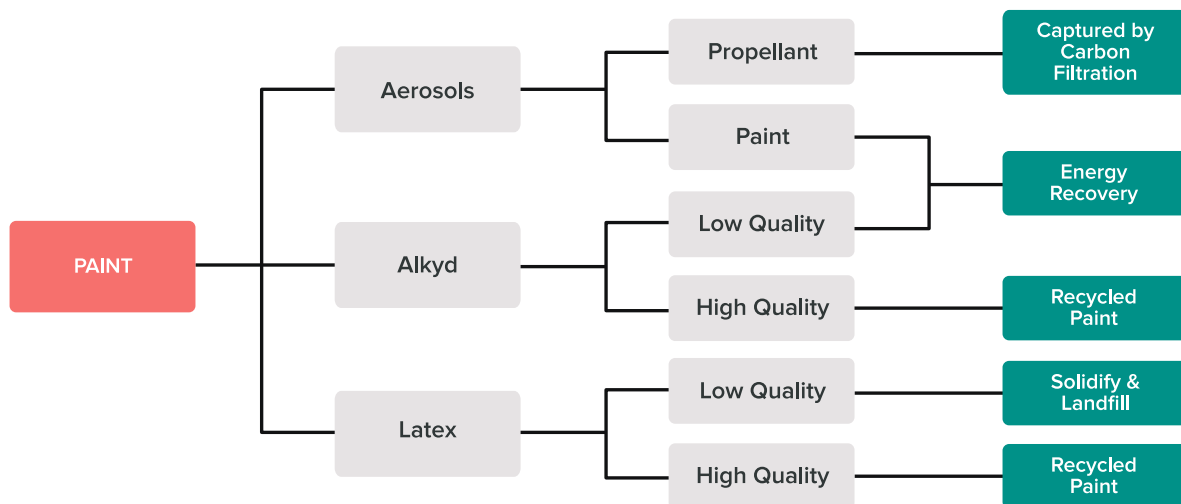 PAINT
Aerosols
Alkyd
Latex
Propellant
Paint
Low Quality
High Quality
Low Quality
High Quality
Captured by
Carbon
Filtration
Energy
Recovery
Recycled
Paint
Solidify &
Landfill
Recycled
Paint